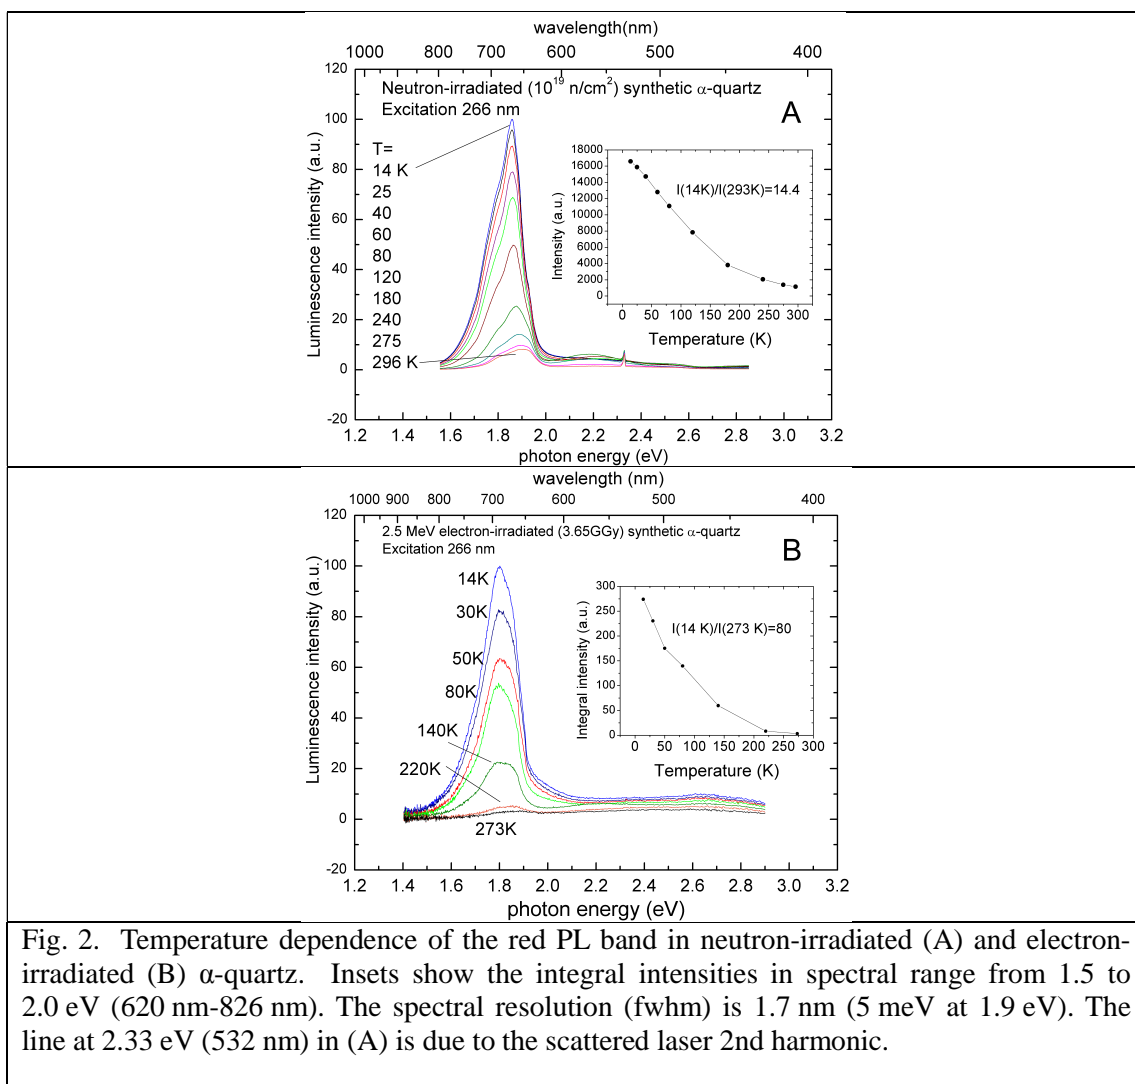 wavelength(nm)
1000 800 700 600 500 400
120
100
80
60
40
20
0
-20
Luminescence intensity (a.u.)
Neutron-irradiated (10¹⁹ n/cm²) synthetic α-quartz
Excitation 266 nm
A
T=
14 K
25
40
60
80
120
180
240
275
296 K
18000
16000
14000
12000
10000
8000
6000
4000
2000
0
Intensity (a.u.)
I(14K)/I(293K)=14.4
0 50 100 150 200 250 300
Temperature (K)
1.2 1.4 1.6 1.8 2.0 2.2 2.4 2.6 2.8 3.0 3.2
photon energy (eV)
wavelength (nm)
1000 900 800 700 600 500 400
120
100
80
60
40
20
0
-20
Luminescence intensity (a.u.)
2.5 MeV electron-irradiated (3.65GGy) synthetic α-quartz
Excitation 266 nm
B
14K
30K
50K
80K
140K
220K
273K
300
250
200
150
100
50
0
Integral intensity (a.u.)
I(14 K)/I(273 K)=80
0 50 100 150 200 250 300
Temperature (K)
1.2 1.4 1.6 1.8 2.0 2.2 2.4 2.6 2.8 3.0 3.2
photon energy (eV)
Fig. 2. Temperature dependence of the red PL band in neutron-irradiated (A) and electron-
irradiated (B) α-quartz. Insets show the integral intensities in spectral range from 1.5 to
2.0 eV (620 nm-826 nm). The spectral resolution (fwhm) is 1.7 nm (5 meV at 1.9 eV). The
line at 2.33 eV (532 nm) in (A) is due to the scattered laser 2nd harmonic.